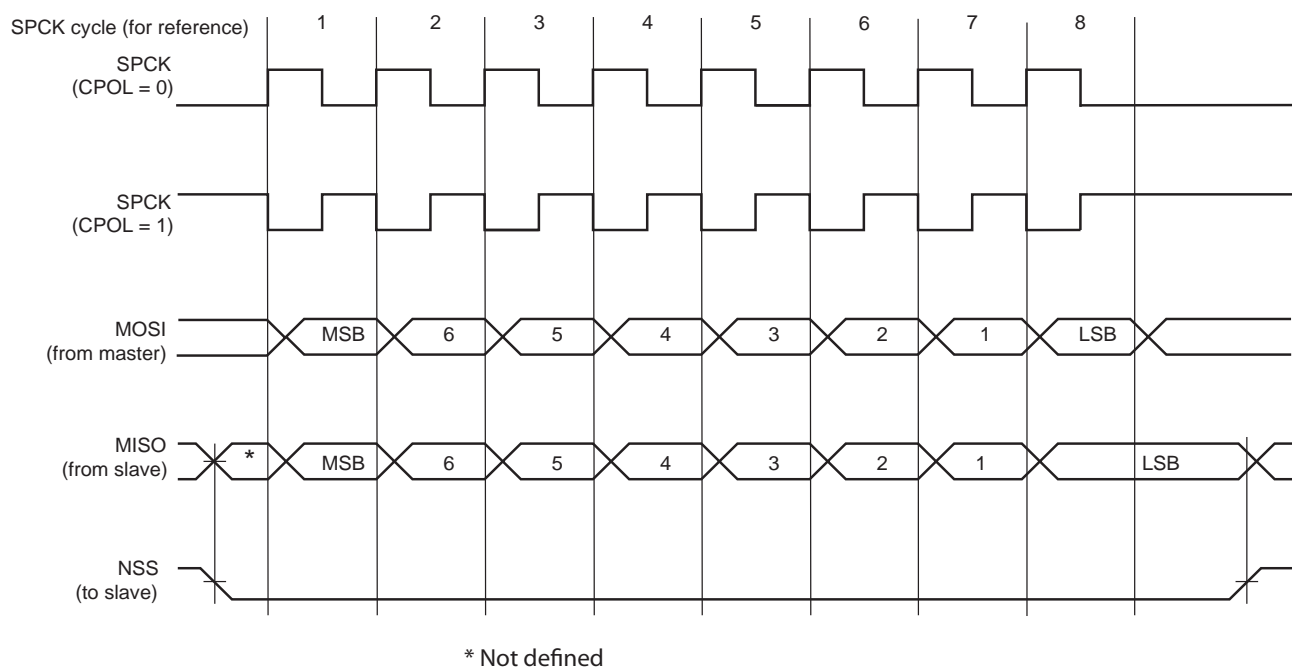 SPCK cycle (for reference) 1 2 3 4 5 6 7 8
SPCK
(CPOL = 0)
SPCK
(CPOL = 1)
MOSI
(from master)
MSB 6 5 4 3 2 1 LSB
MISO
(from slave)
* MSB 6 5 4 3 2 1 LSB
NSS
(to slave)
* Not defined